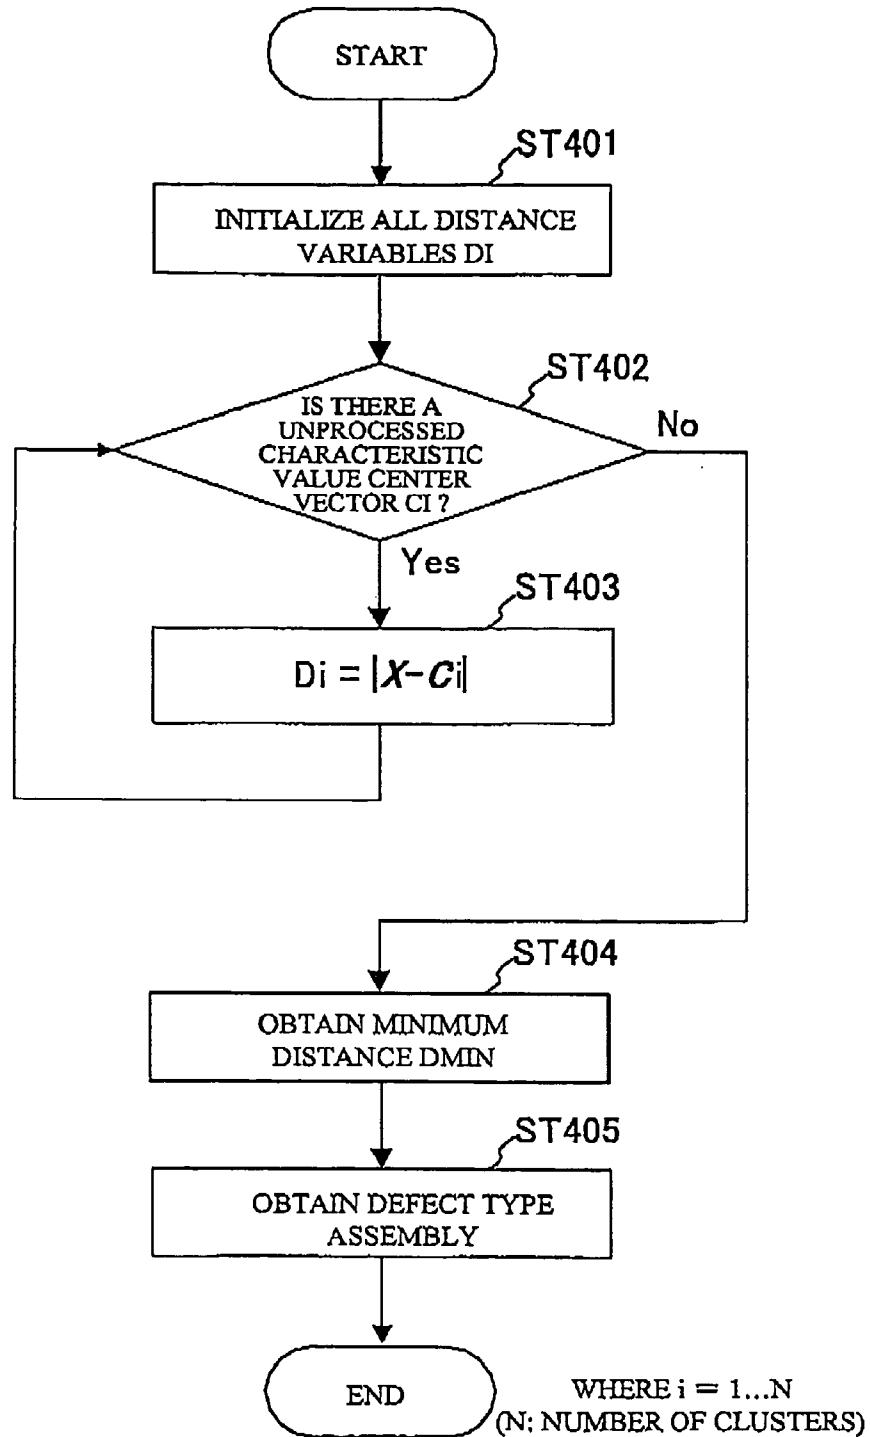 START
ST401
INITIALIZE ALL DISTANCE
VARIABLES DI
ST402
IS THERE A
UNPROCESSED
CHARACTERISTIC
VALUE CENTER
VECTOR CI ?
No
Yes
ST403
Di = |X-Ci|
ST404
OBTAIN MINIMUM
DISTANCE DMIN
ST405
OBTAIN DEFECT TYPE
ASSEMBLY
END
WHERE i = 1...N
(N: NUMBER OF CLUSTERS)